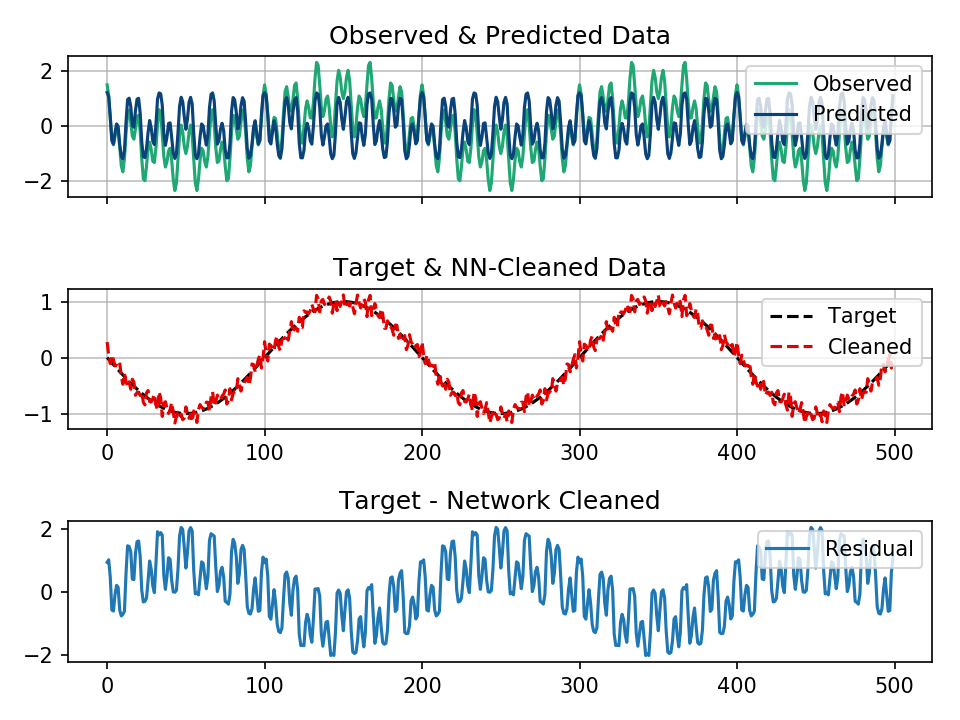 Observed & Predicted Data
2
0
−2
Observed
Predicted
Target & NN-Cleaned Data
1
0
−1
Target
Cleaned
0 100 200 300 400 500
Target - Network Cleaned
2
0
−2
Residual
0 100 200 300 400 500